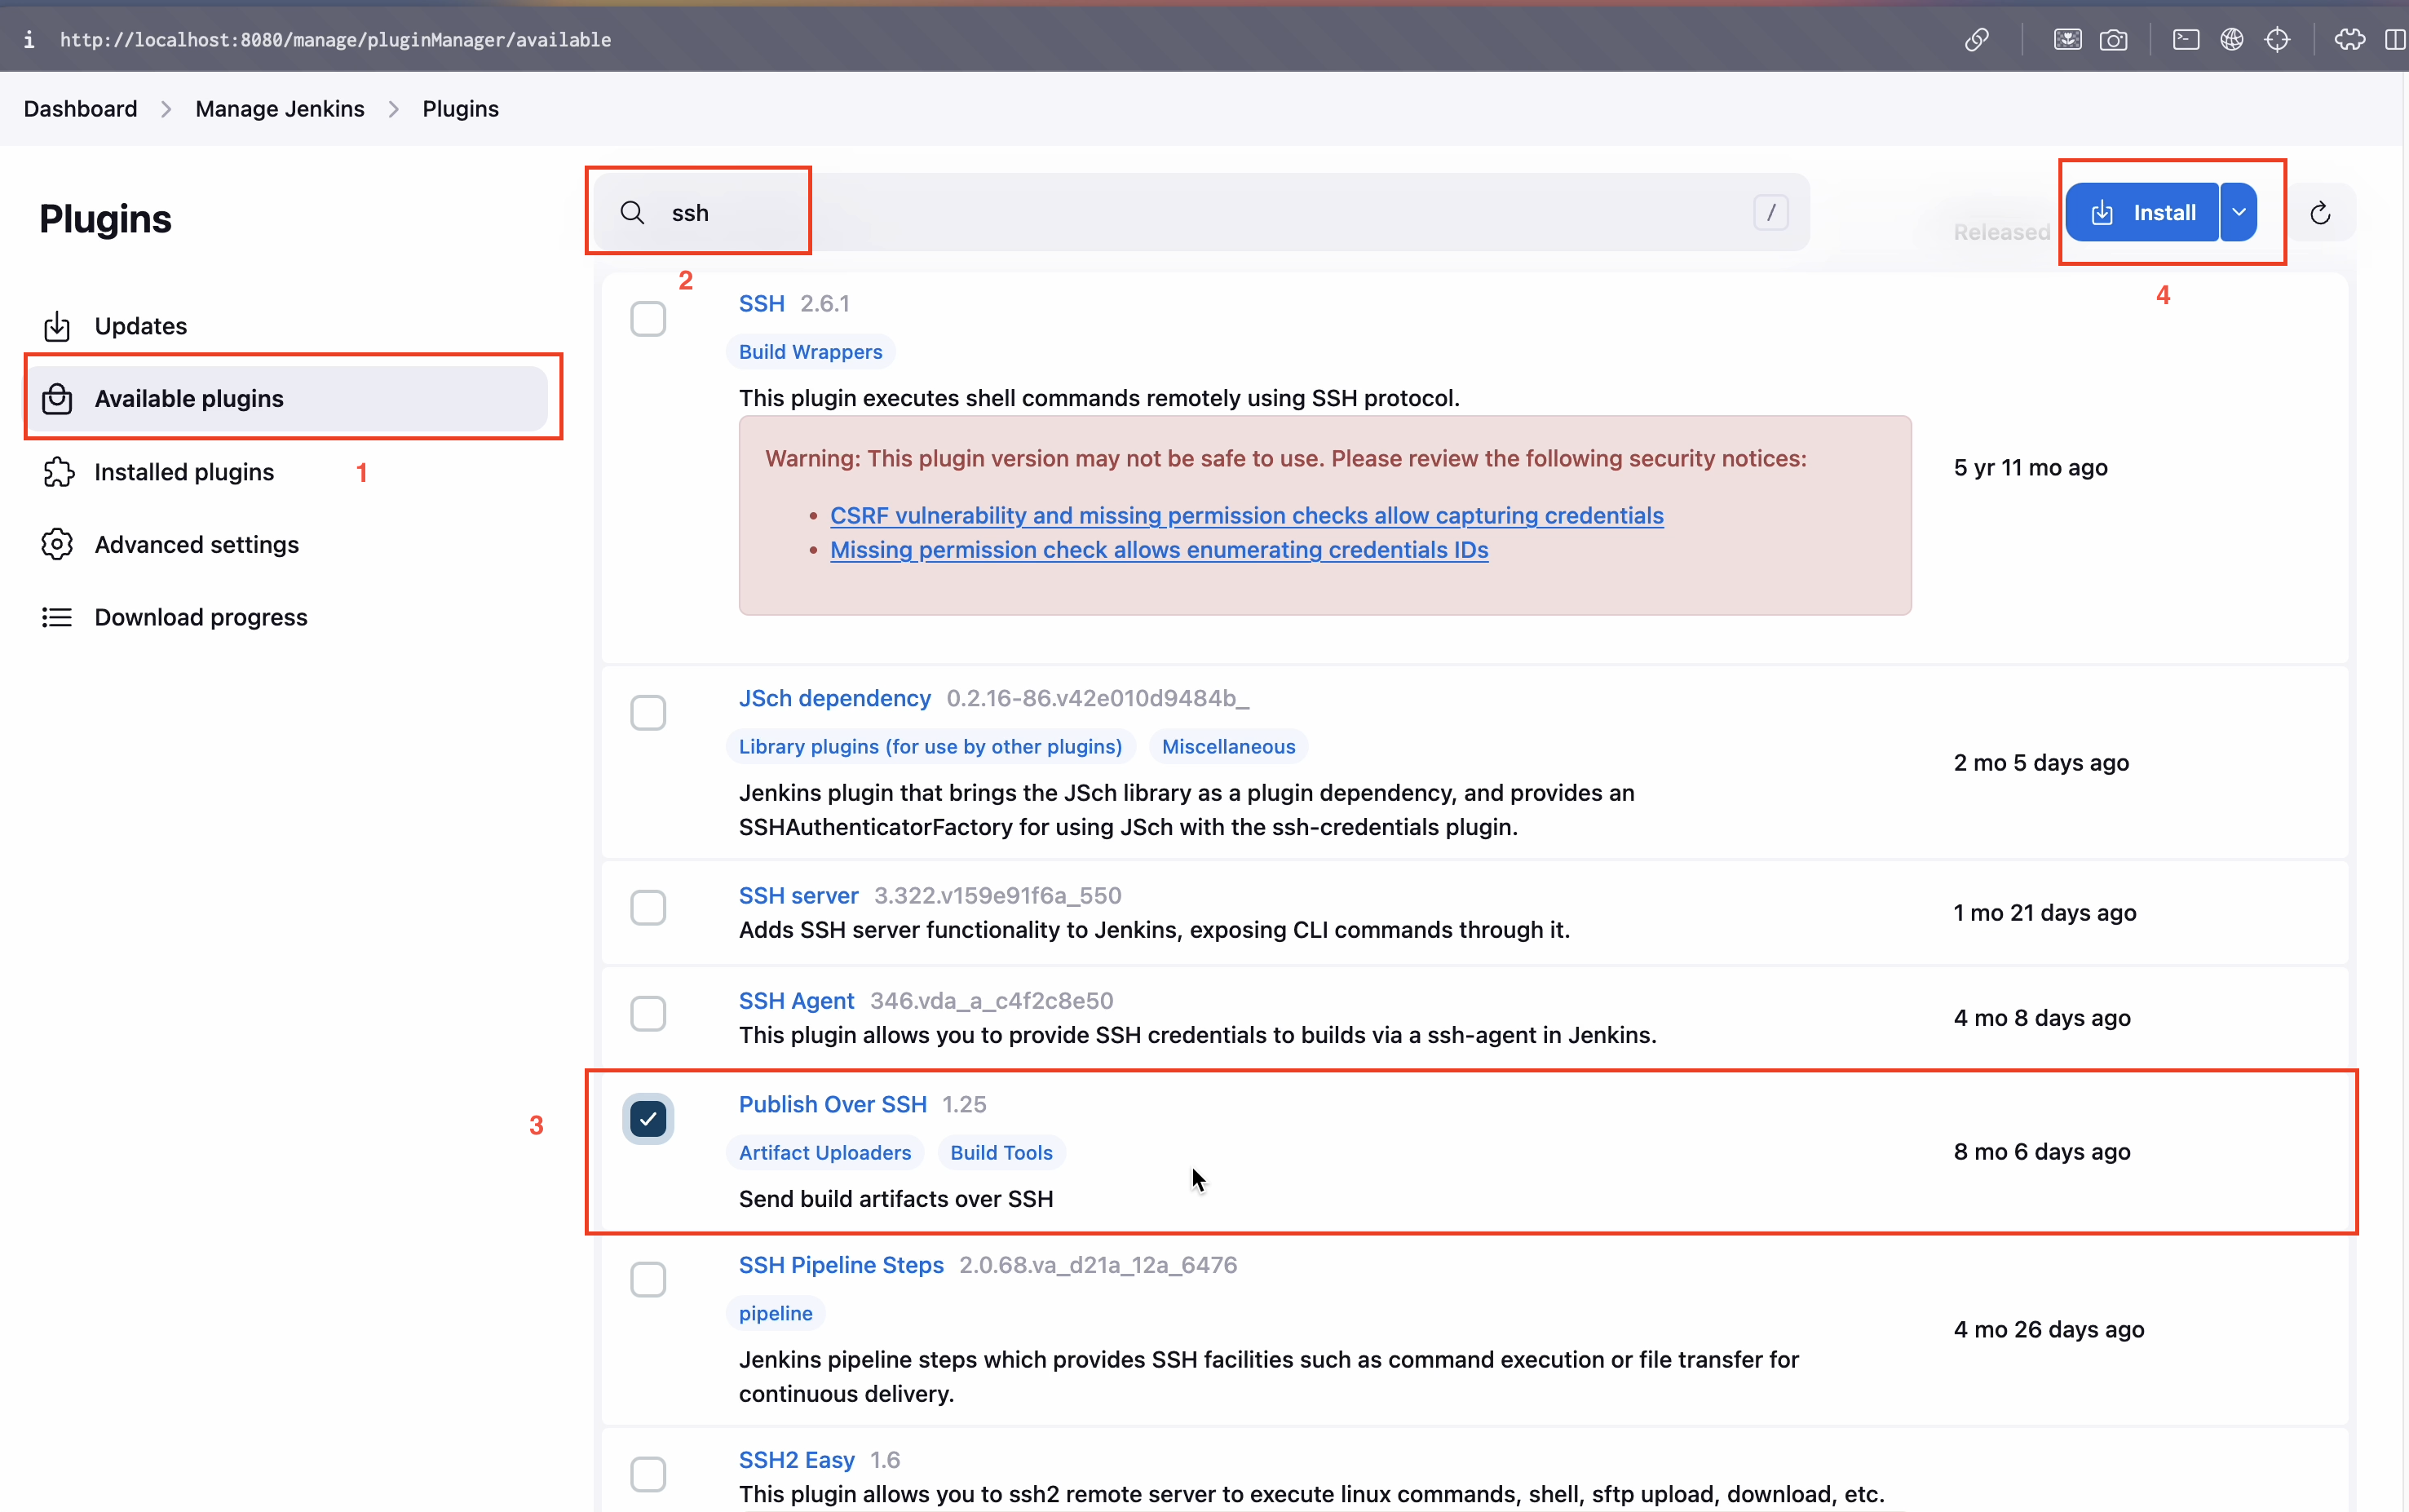 i http://localhost:8080/manage/pluginManager/available
Dashboard > Manage Jenkins > Plugins
Plugins
Updates
Available plugins
Installed plugins
1
Advanced settings
Download progress
ssh
/
Released
Install
2
4
SSH 2.6.1
Build Wrappers
This plugin executes shell commands remotely using SSH protocol.
Warning: This plugin version may not be safe to use. Please review the following security notices:
• CSRF vulnerability and missing permission checks allow capturing credentials
• Missing permission check allows enumerating credentials IDs
5 yr 11 mo ago
JSch dependency 0.2.16-86.v42e010d9484b_
Library plugins (for use by other plugins) Miscellaneous
Jenkins plugin that brings the JSch library as a plugin dependency, and provides an
SSHAuthenticatorFactory for using JSch with the ssh-credentials plugin.
2 mo 5 days ago
SSH server 3.322.v159e91f6a_550
Adds SSH server functionality to Jenkins, exposing CLI commands through it.
1 mo 21 days ago
SSH Agent 346.vda_a_c4f2c8e50
This plugin allows you to provide SSH credentials to builds via a ssh-agent in Jenkins.
4 mo 8 days ago
3
Publish Over SSH 1.25
Artifact Uploaders Build Tools
Send build artifacts over SSH
8 mo 6 days ago
SSH Pipeline Steps 2.0.68.va_d21a_12a_6476
pipeline
Jenkins pipeline steps which provides SSH facilities such as command execution or file transfer for
continuous delivery.
4 mo 26 days ago
SSH2 Easy 1.6
This plugin allows you to ssh2 remote server to execute linux commands, shell, sftp upload, download, etc.